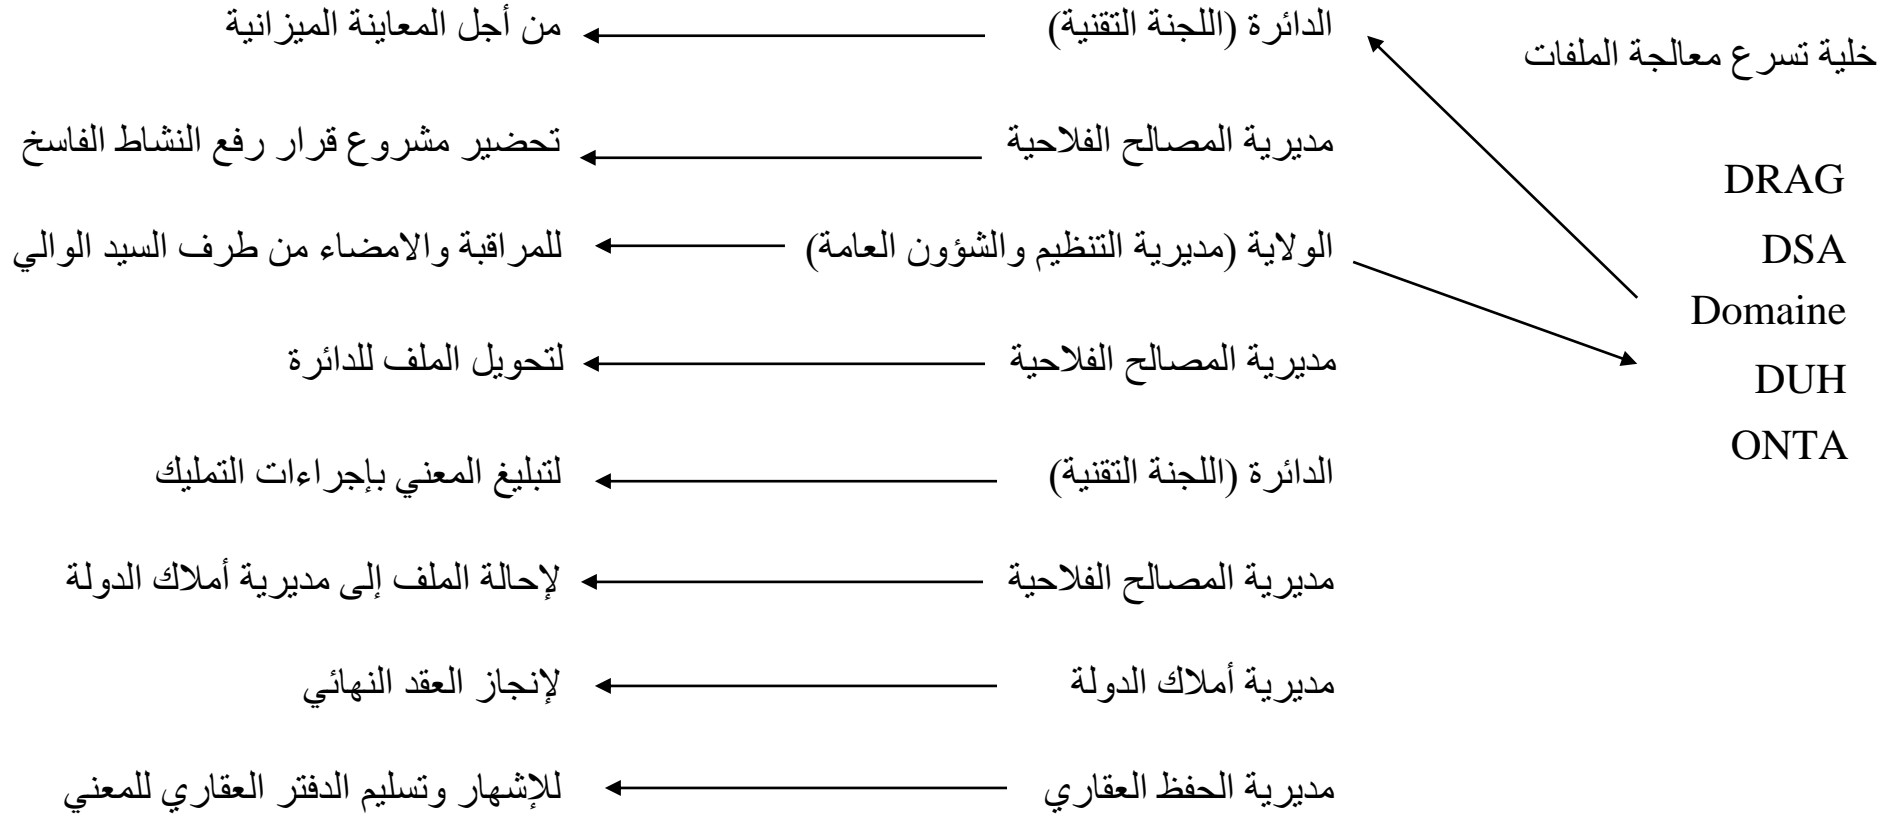 خلية تسرع معالجة الملفات
DRAG
DSA
Domaine
DUH
ONTA
الدائرة (اللجنة التقنية) من أجل المعاينة الميزانية
مديرية المصالح الفلاحية تحضير مشروع قرار رفع النشاط الفاسخ
الولاية (مديرية التنظيم والشؤون العامة) للمراقبة والامضاء من طرف السيد الوالي
مديرية المصالح الفلاحية لتحويل الملف للدائرة
الدائرة (اللجنة التقنية) لتبليغ المعني بإجراءات التمليك
مديرية المصالح الفلاحية لإحالة الملف إلى مديرية أملاك الدولة
مديرية أملاك الدولة لإنجاز العقد النهائي
مديرية الحفظ العقاري للإشهار وتسليم الدفتر العقاري للمعني